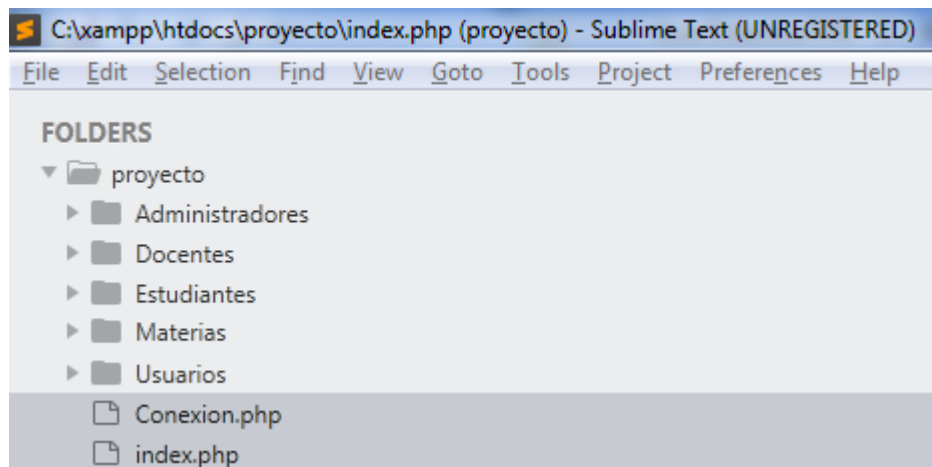 C:\xampp\htdocs\proyecto\index.php (proyecto) - Sublime Text (UNREGISTERED)
File Edit Selection Find View Goto Tools Project Preferences Help
FOLDERS
proyecto
Administradores
Docentes
Estudiantes
Materias
Usuarios
Conexion.php
index.php